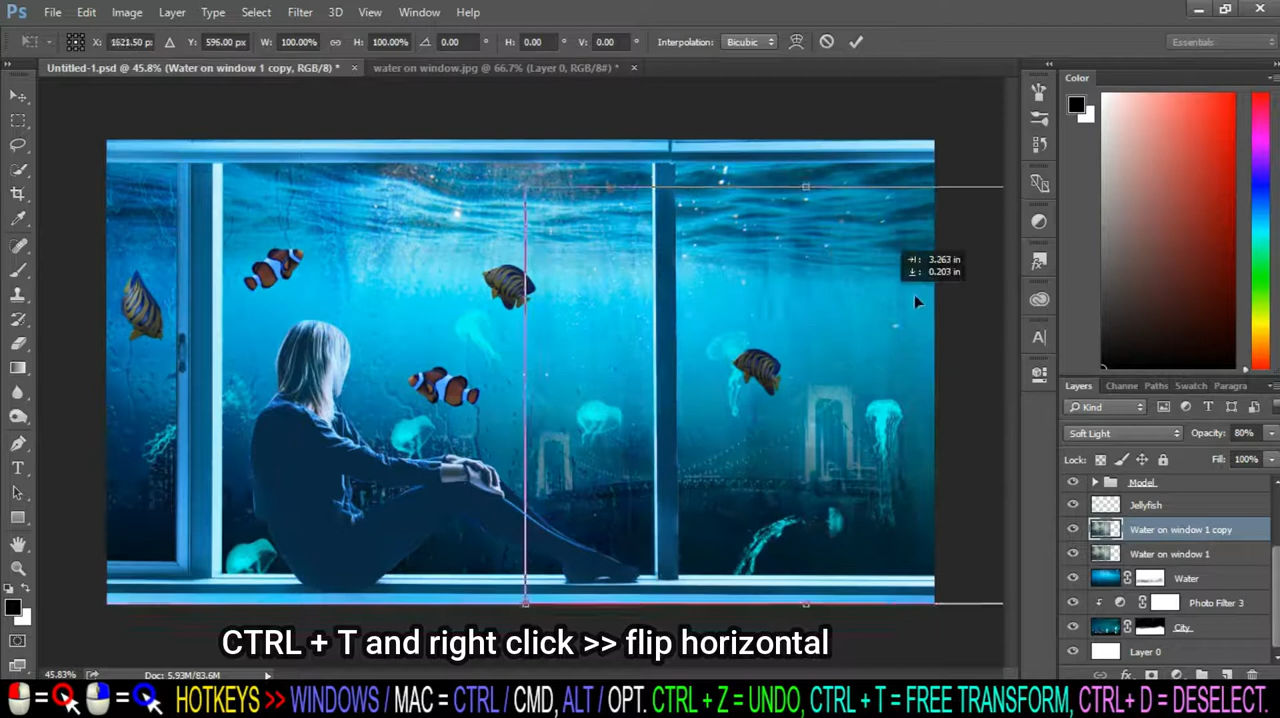 Ps File Edit Image Layer Type Select Filter 3D View Window Help
X: 1621.50 px Y: 596.00 px W: 100.00% H: 100.00% 0.00 ° H: 0.00 ° V: 0.00 ° Interpolation: Bicubic Essentials
Untitled-1.psd @ 45.8% (Water on window 1 copy, RGB/8) * × water on window.jpg @ 66.7% (Layer 0, RGB/8#) * ×
Color
3.263 in
0.203 in
Layers Channe Paths Swatch Paragra
Kind
Soft Light Opacity: 80%
Lock: Fill: 100%
Model
Jellyfish
Water on window 1 copy
Water on window 1
Water
Photo Filter 3
City
Layer 0
CTRL + T and right click >> flip horizontal
45.83% Doc: 5.93M/83.6M
HOTKEYS >> WINDOWS / MAC = CTRL / CMD, ALT / OPT. CTRL + Z = UNDO, CTRL + T = FREE TRANSFORM, CTRL + D = DESELECT.